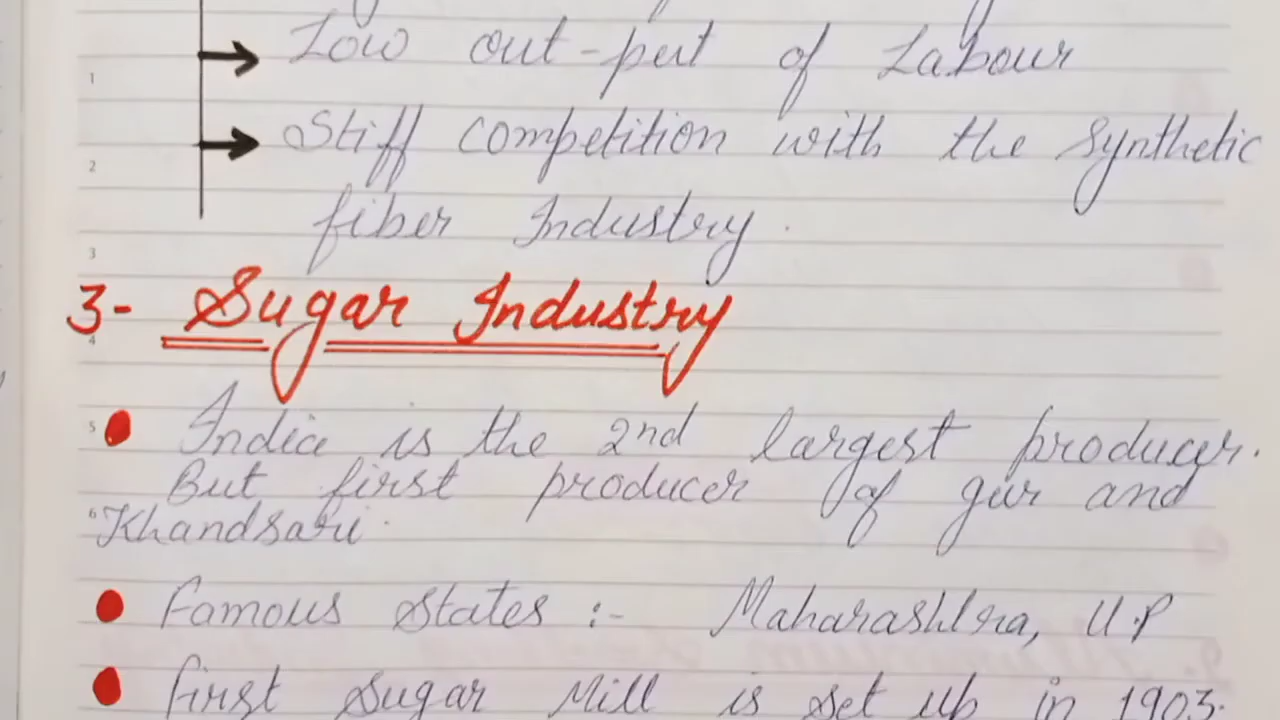 Low out-put of Labour
Stiff competition with the synthetic
fiber Industry.
3- Sugar Industry
India is the 2nd largest producer.
But first producer of gur and
Khandsari.
Famous States :- Maharashtra, U.P
first Sugar Mill is set up in 1903.